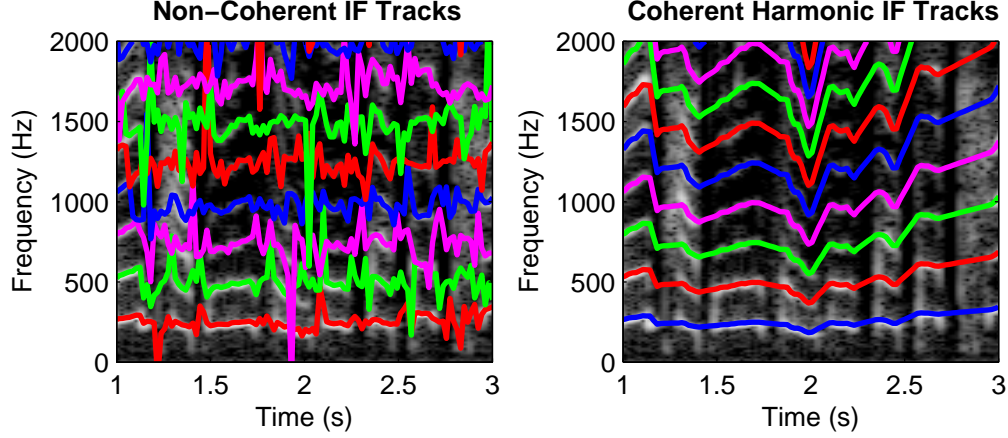 Non−Coherent IF Tracks
Frequency (Hz)
2000
1500
1000
500
0
1 1.5 2 2.5 3
Time (s)
Coherent Harmonic IF Tracks
Frequency (Hz)
2000
1500
1000
500
0
1 1.5 2 2.5 3
Time (s)